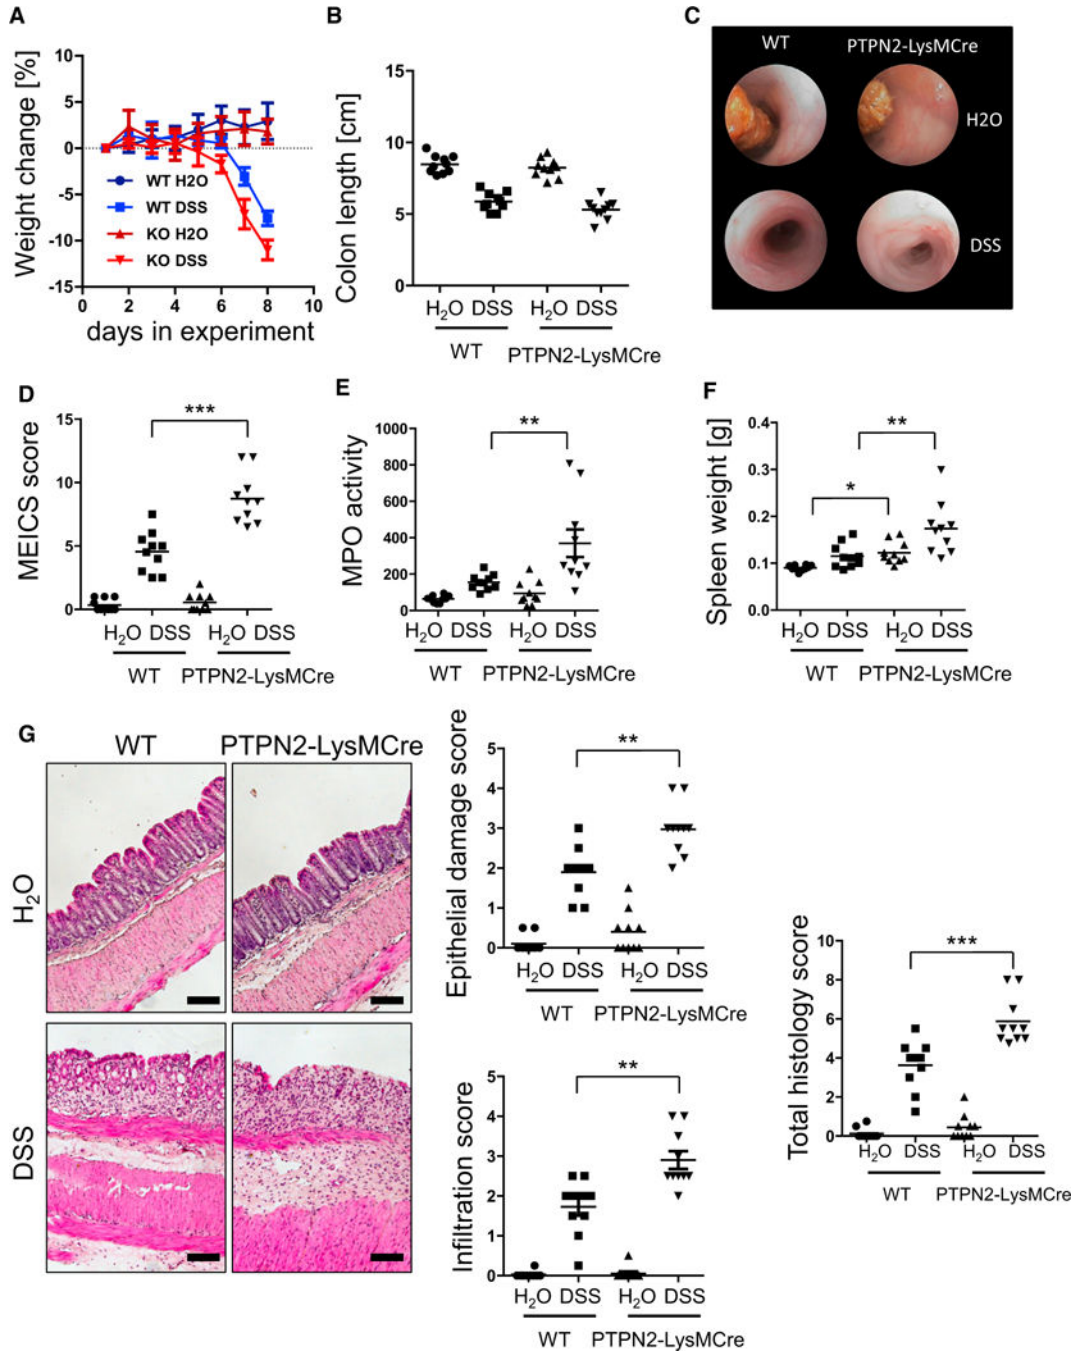 A
Weight change [%]
10
5
0
-5
-10
-15
WT H2O
WT DSS
KO H2O
KO DSS
0 2 4 6 8 10
days in experiment
B
Colon length [cm]
15
10
5
0
H2O DSS H2O DSS
WT PTPN2-LysMCre
C
WT PTPN2-LysMCre
H2O
DSS
D
MEICS score
15
10
5
0
***
H2O DSS H2O DSS
WT PTPN2-LysMCre
E
MPO activity
1000
800
600
400
200
0
**
H2O DSS H2O DSS
WT PTPN2-LysMCre
F
Spleen weight [g]
0.4
0.3
0.2
0.1
0.0
*
**
H2O DSS H2O DSS
WT PTPN2-LysMCre
G
WT PTPN2-LysMCre
H2O
DSS
Epithelial damage score
5
4
3
2
1
0
**
H2O DSS H2O DSS
WT PTPN2-LysMCre
Infiltration score
5
4
3
2
1
0
**
H2O DSS H2O DSS
WT PTPN2-LysMCre
Total histology score
10
8
6
4
2
0
***
H2O DSS H2O DSS
WT PTPN2-LysMCre